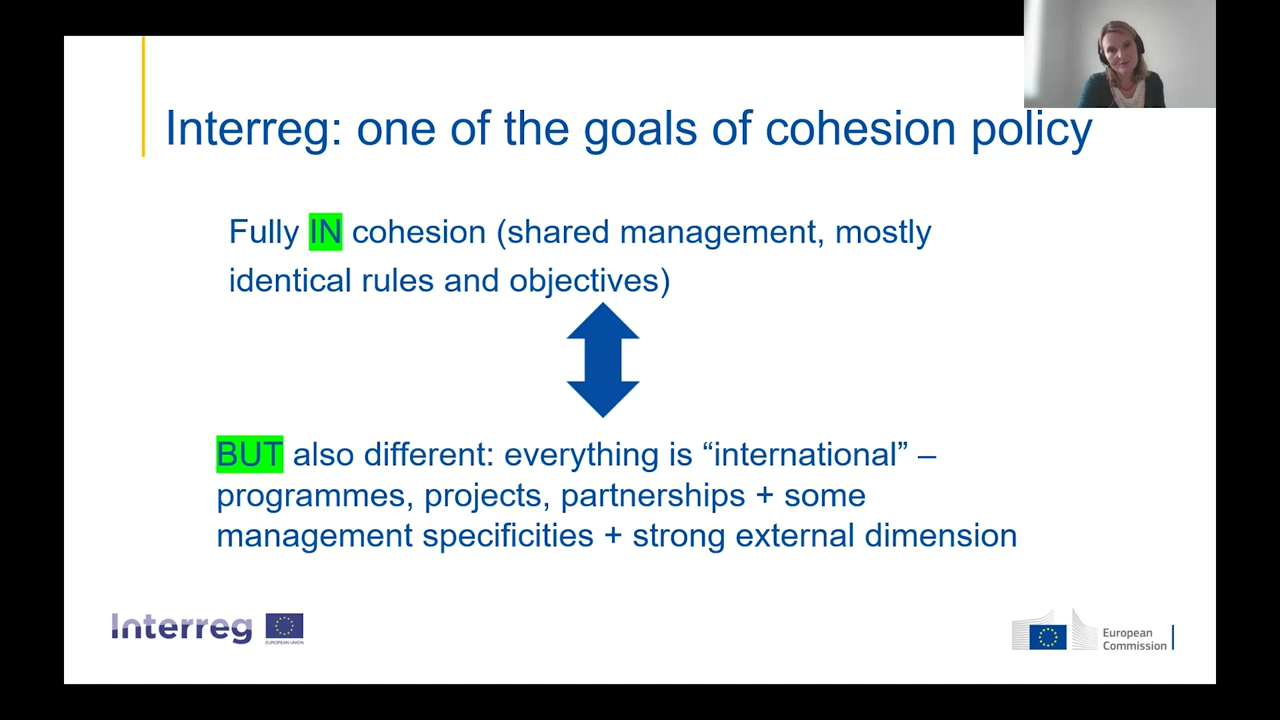 Interreg: one of the goals of cohesion policy
Fully IN cohesion (shared management, mostly
identical rules and objectives)
BUT also different: everything is “international” –
programmes, projects, partnerships + some
management specificities + strong external dimension
Interreg
EUROPEAN UNION
European
Commission